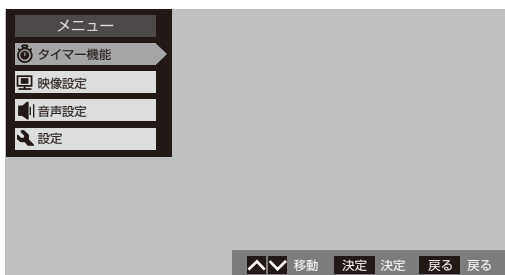 メニュー
タイマー機能
映像設定
音声設定
設定
移動 決定 決定 戻る 戻る